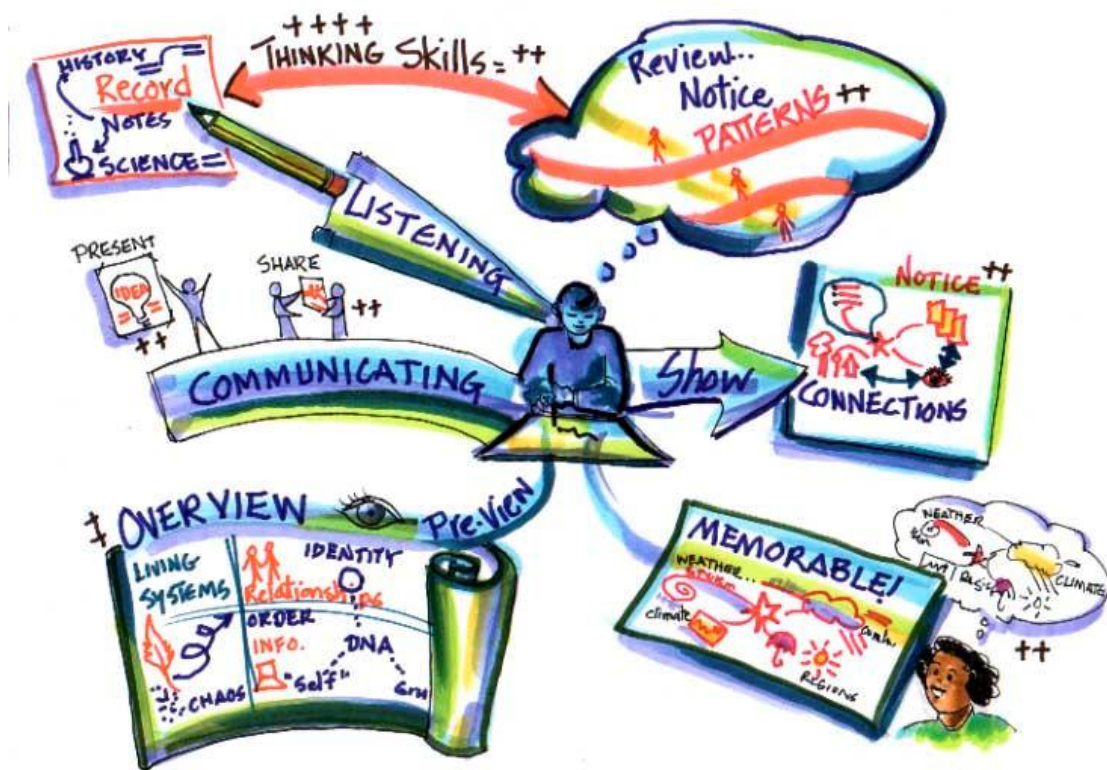 ++++
THINKING Skills = ++
HISTORY
Record
NOTES
SCIENCE
Review..
Notice
PATTERNS ++
LISTENING
PRESENT
IDEA
++
SHARE
++
COMMUNICATING
Show
NOTICE ++
CONNECTIONS
OVERVIEW
Pre-View
LIVING
SYSTEMS
CHAOS
IDENTITY
Relationships
ORDER
INFO.
DNA
"Self"
MEMORABLE!
WEATHER...
climate
REGIONS
WEATHER
CLIMATE
++